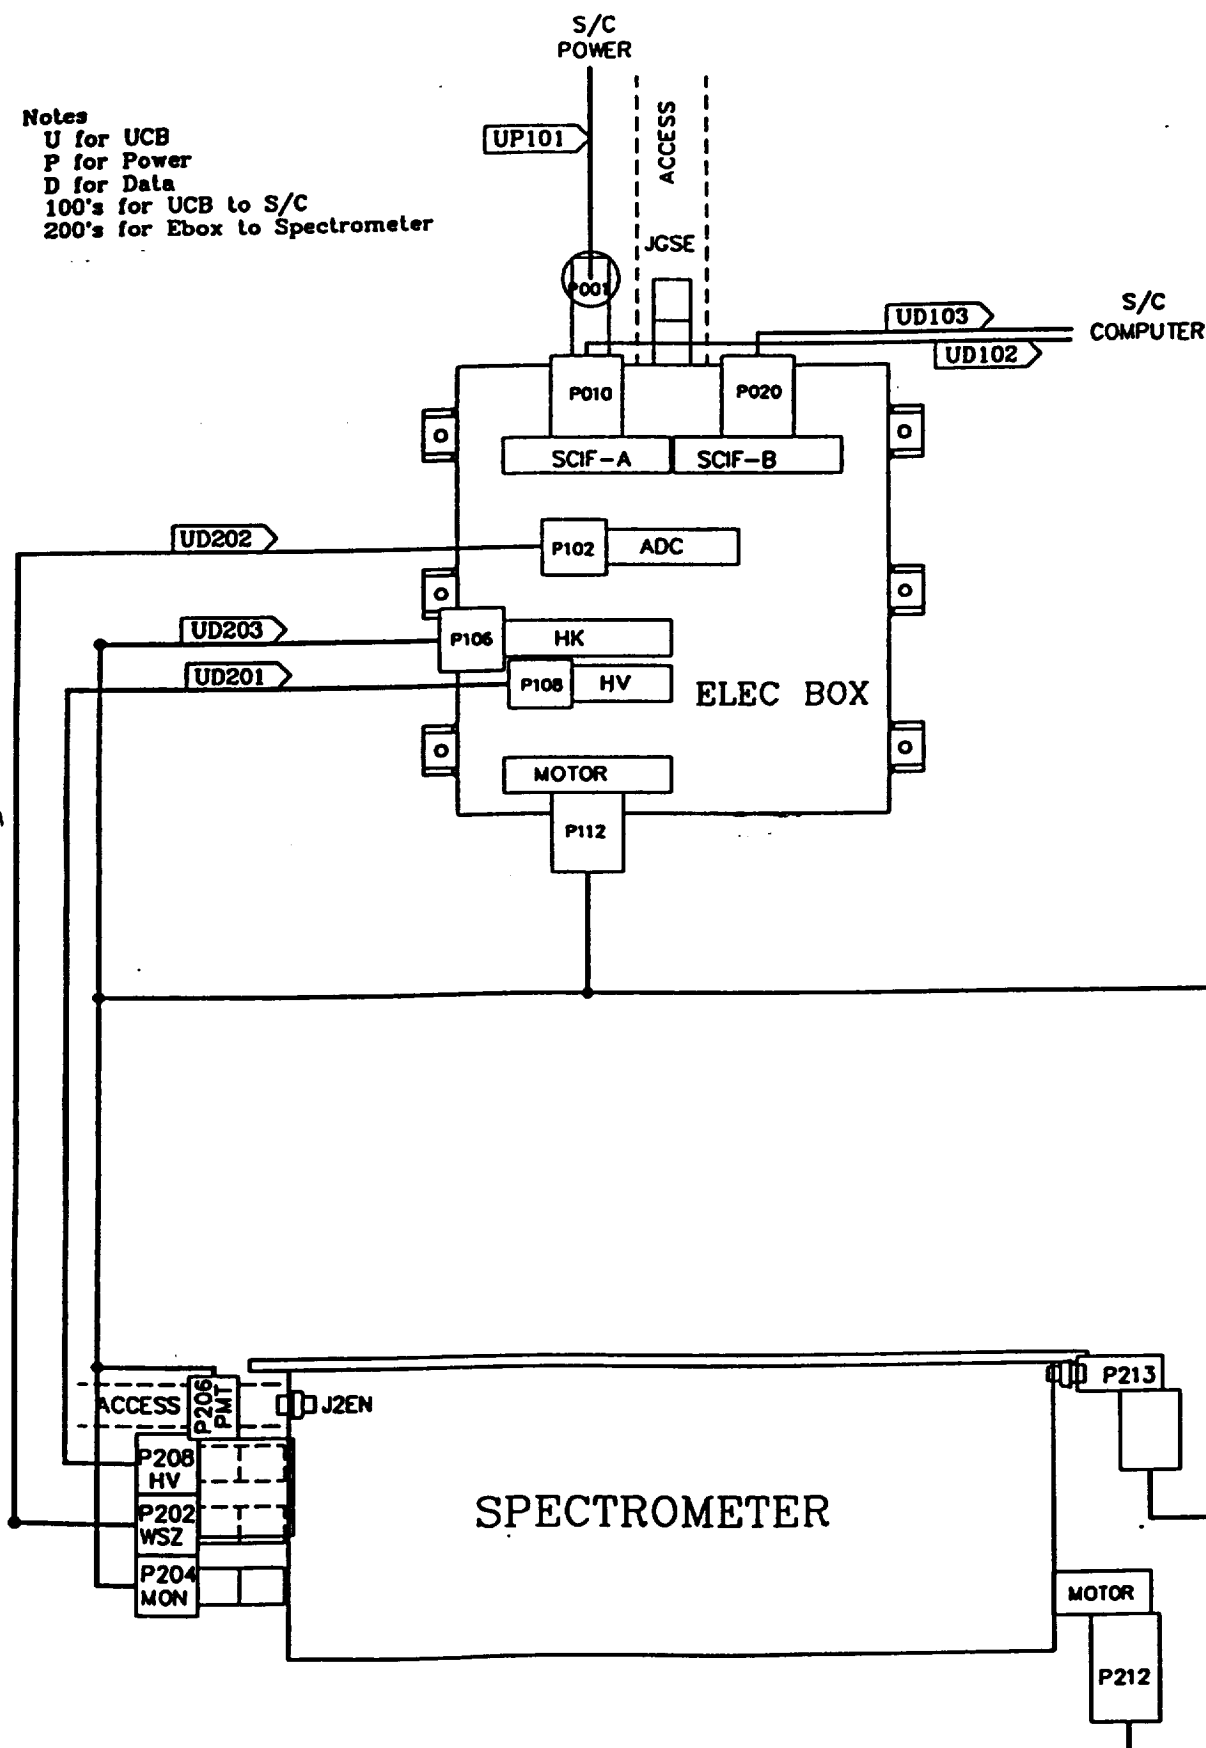 S/C
POWER
Notes
U for UCB
P for Power
D for Data
100's for UCB to S/C
200's for Ebox to Spectrometer
UP101
ACCESS
JGSE
P001
UD103
S/C
COMPUTER
UD102
P010
P020
SCIF-A
SCIF-B
UD202
P102
ADC
UD203
P106
HK
UD201
P108
HV
ELEC BOX
MOTOR
P112
P213
ACCESS
P206
PMT
J2EN
P208
HV
SPECTROMETER
P202
WSZ
P204
MON
MOTOR
P212